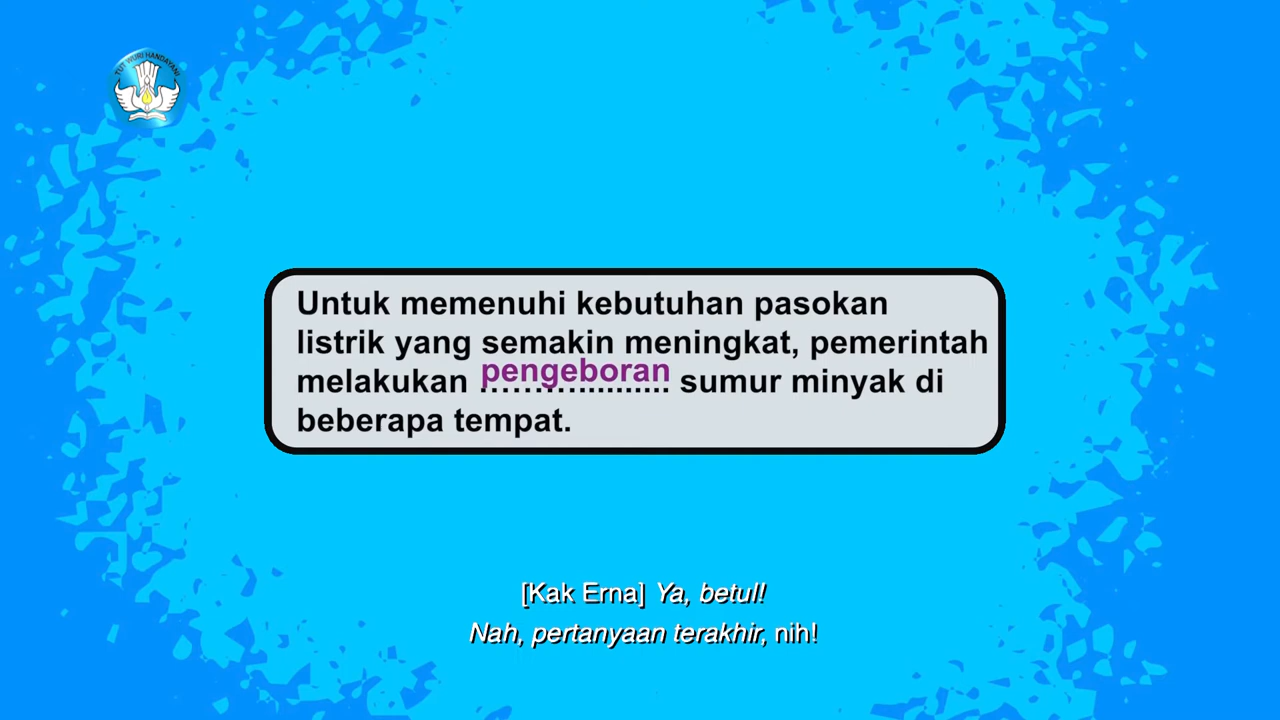 TUT WURI HANDAYANI
Untuk memenuhi kebutuhan pasokan
listrik yang semakin meningkat, pemerintah
melakukan pengeboran sumur minyak di
beberapa tempat.
[Kak Erna] Ya, betul!
Nah, pertanyaan terakhir, nih!